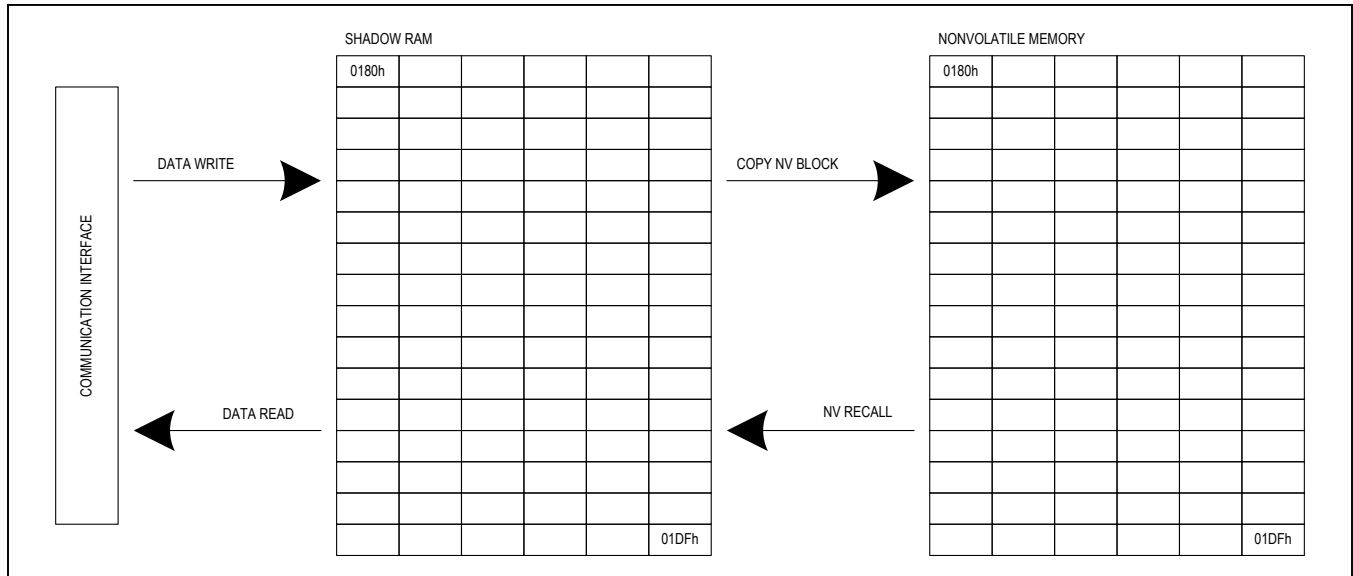 SHADOW RAM
NONVOLATILE MEMORY
0180h
0180h
DATA WRITE
COPY NV BLOCK
COMMUNICATION INTERFACE
DATA READ
NV RECALL
01DFh
01DFh